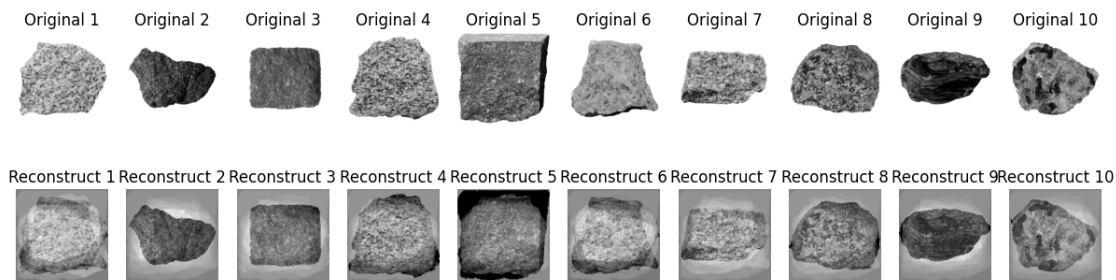 Original 1 Original 2 Original 3 Original 4 Original 5 Original 6 Original 7 Original 8 Original 9 Original 10
Reconstruct 1 Reconstruct 2 Reconstruct 3 Reconstruct 4 Reconstruct 5 Reconstruct 6 Reconstruct 7 Reconstruct 8 Reconstruct 9 Reconstruct 10